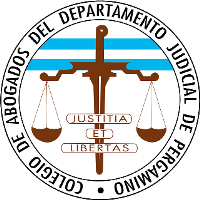 COLEGIO DE ABOGADOS DEL DEPARTAMENTO JUDICIAL DE PERGAMINO
JUSTITIA
ET
LIBERTAS